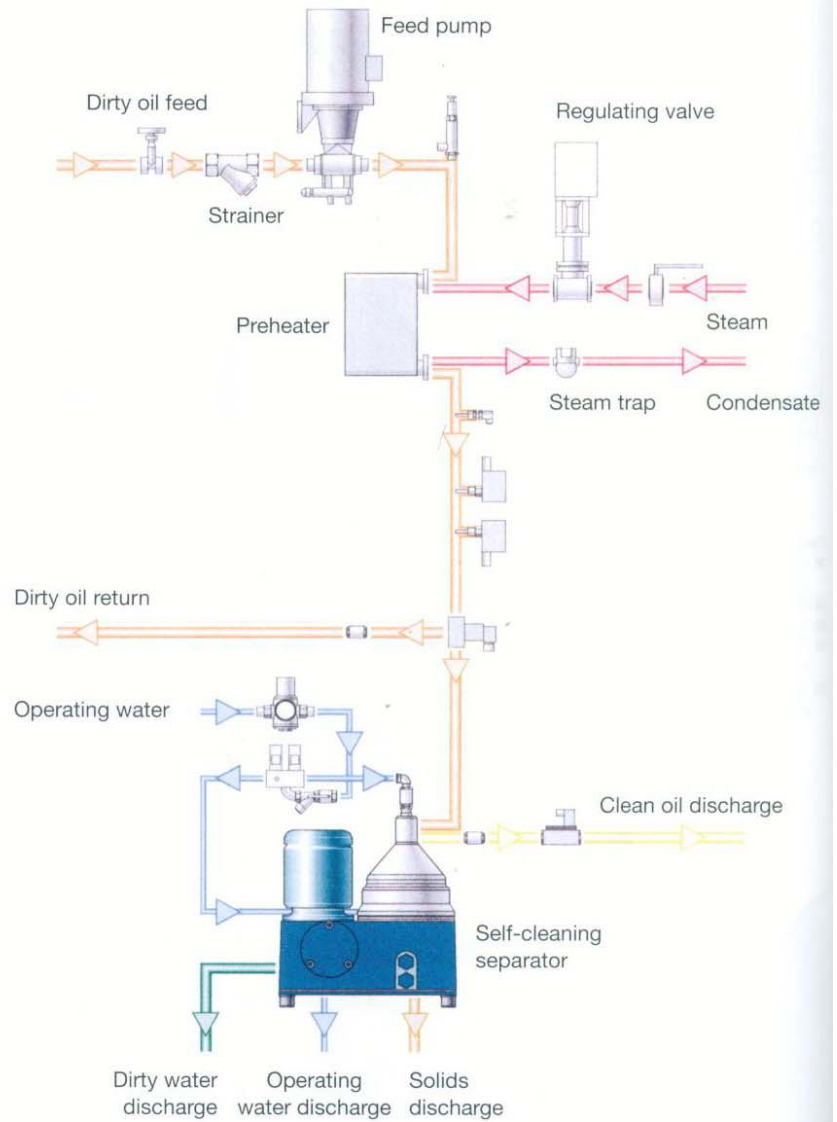 Feed pump
Dirty oil feed
Regulating valve
Strainer
Preheater
Steam
Steam trap
Condensate
Dirty oil return
Operating water
Clean oil discharge
Self-cleaning
separator
Dirty water
discharge
Operating
water discharge
Solids
discharge